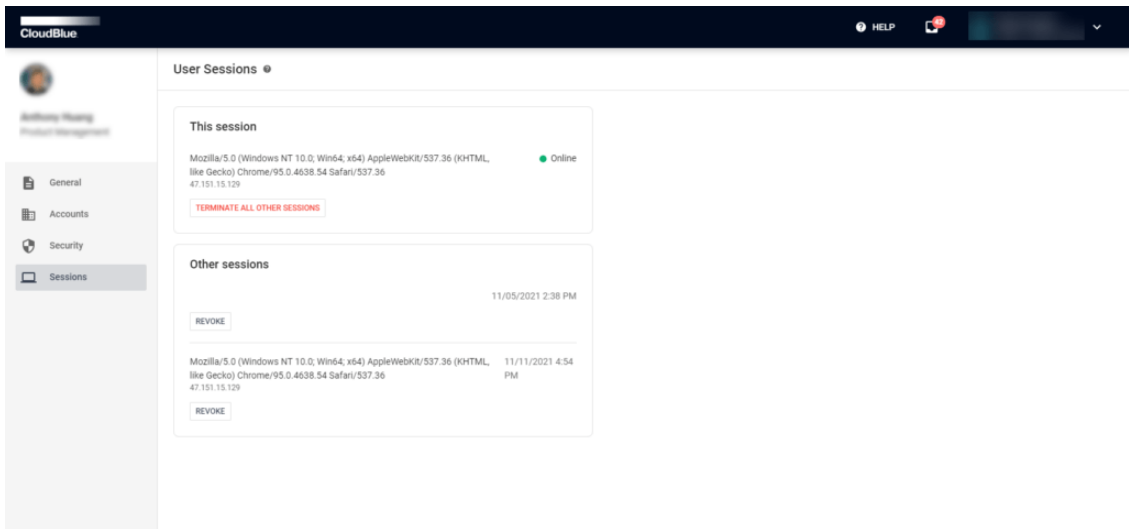 CloudBlue
HELP
42
User Sessions
General
Accounts
Security
Sessions
This session
Mozilla/5.0 (Windows NT 10.0; Win64; x64) AppleWebKit/537.36 (KHTML,
like Gecko) Chrome/95.0.4638.54 Safari/537.36
47.151.15.129
Online
TERMINATE ALL OTHER SESSIONS
Other sessions
11/05/2021 2:38 PM
REVOKE
Mozilla/5.0 (Windows NT 10.0; Win64; x64) AppleWebKit/537.36 (KHTML,
like Gecko) Chrome/95.0.4638.54 Safari/537.36
47.151.15.129
11/11/2021 4:54
PM
REVOKE